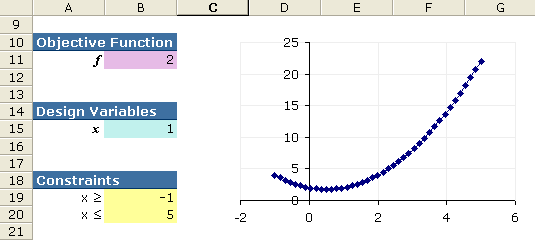 A B C D E F G
9
10 Objective Function
11 f 2
12
13
14 Design Variables
15 x 1
16
17
18 Constraints
19 x ≥ -1
20 x ≤ 5
21
25
20
15
10
5
0
-2 0 2 4 6